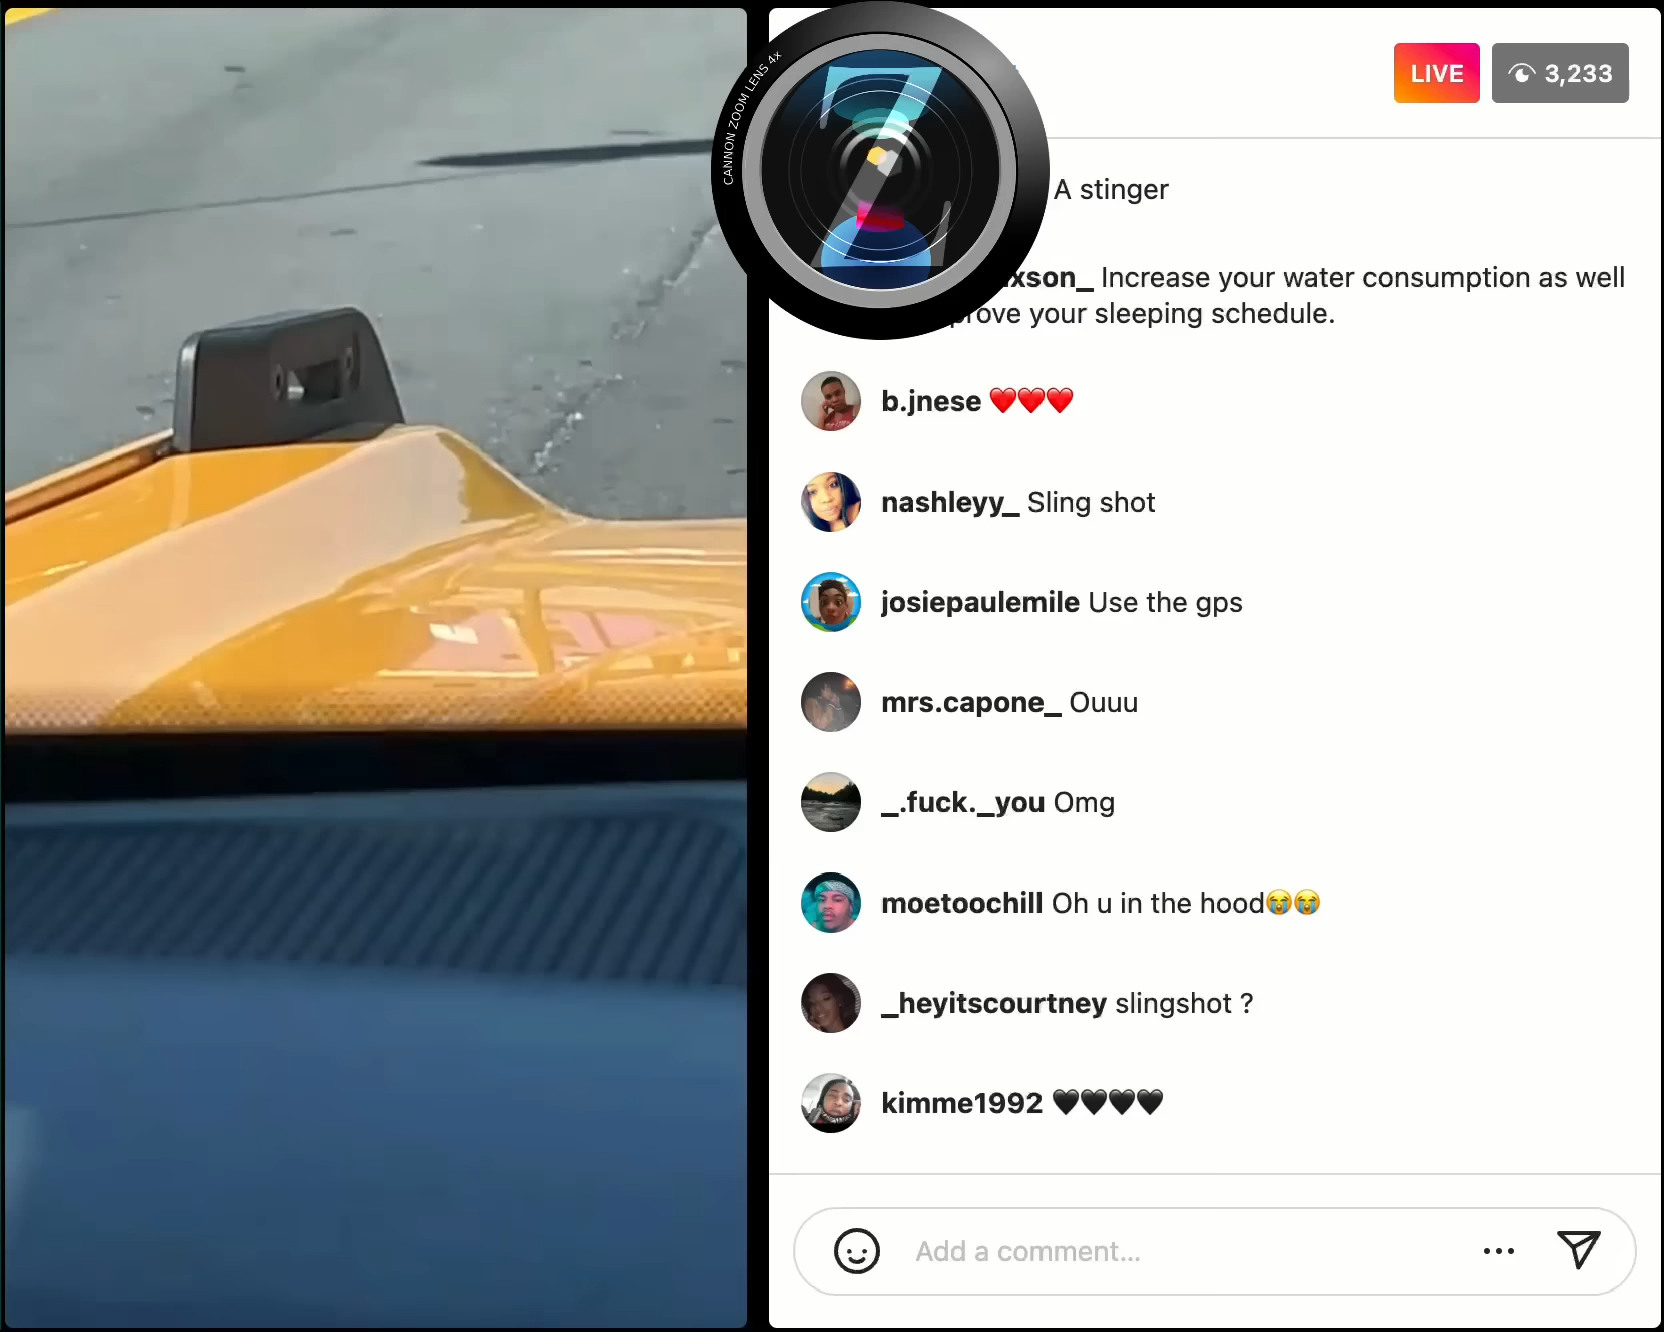 CANNON ZOOM LENS 4x
Z
LIVE
3,233
A stinger
xson_ Increase your water consumption as well
prove your sleeping schedule.
b.jnese ❤️❤️❤️
nashleyy_ Sling shot
josiepaulemile Use the gps
mrs.capone_ Ouuu
_.fuck._you Omg
moetoochill Oh u in the hood😭😭
_heyitscourtney slingshot ?
kimme1992 🖤🖤🖤🖤
Add a comment...